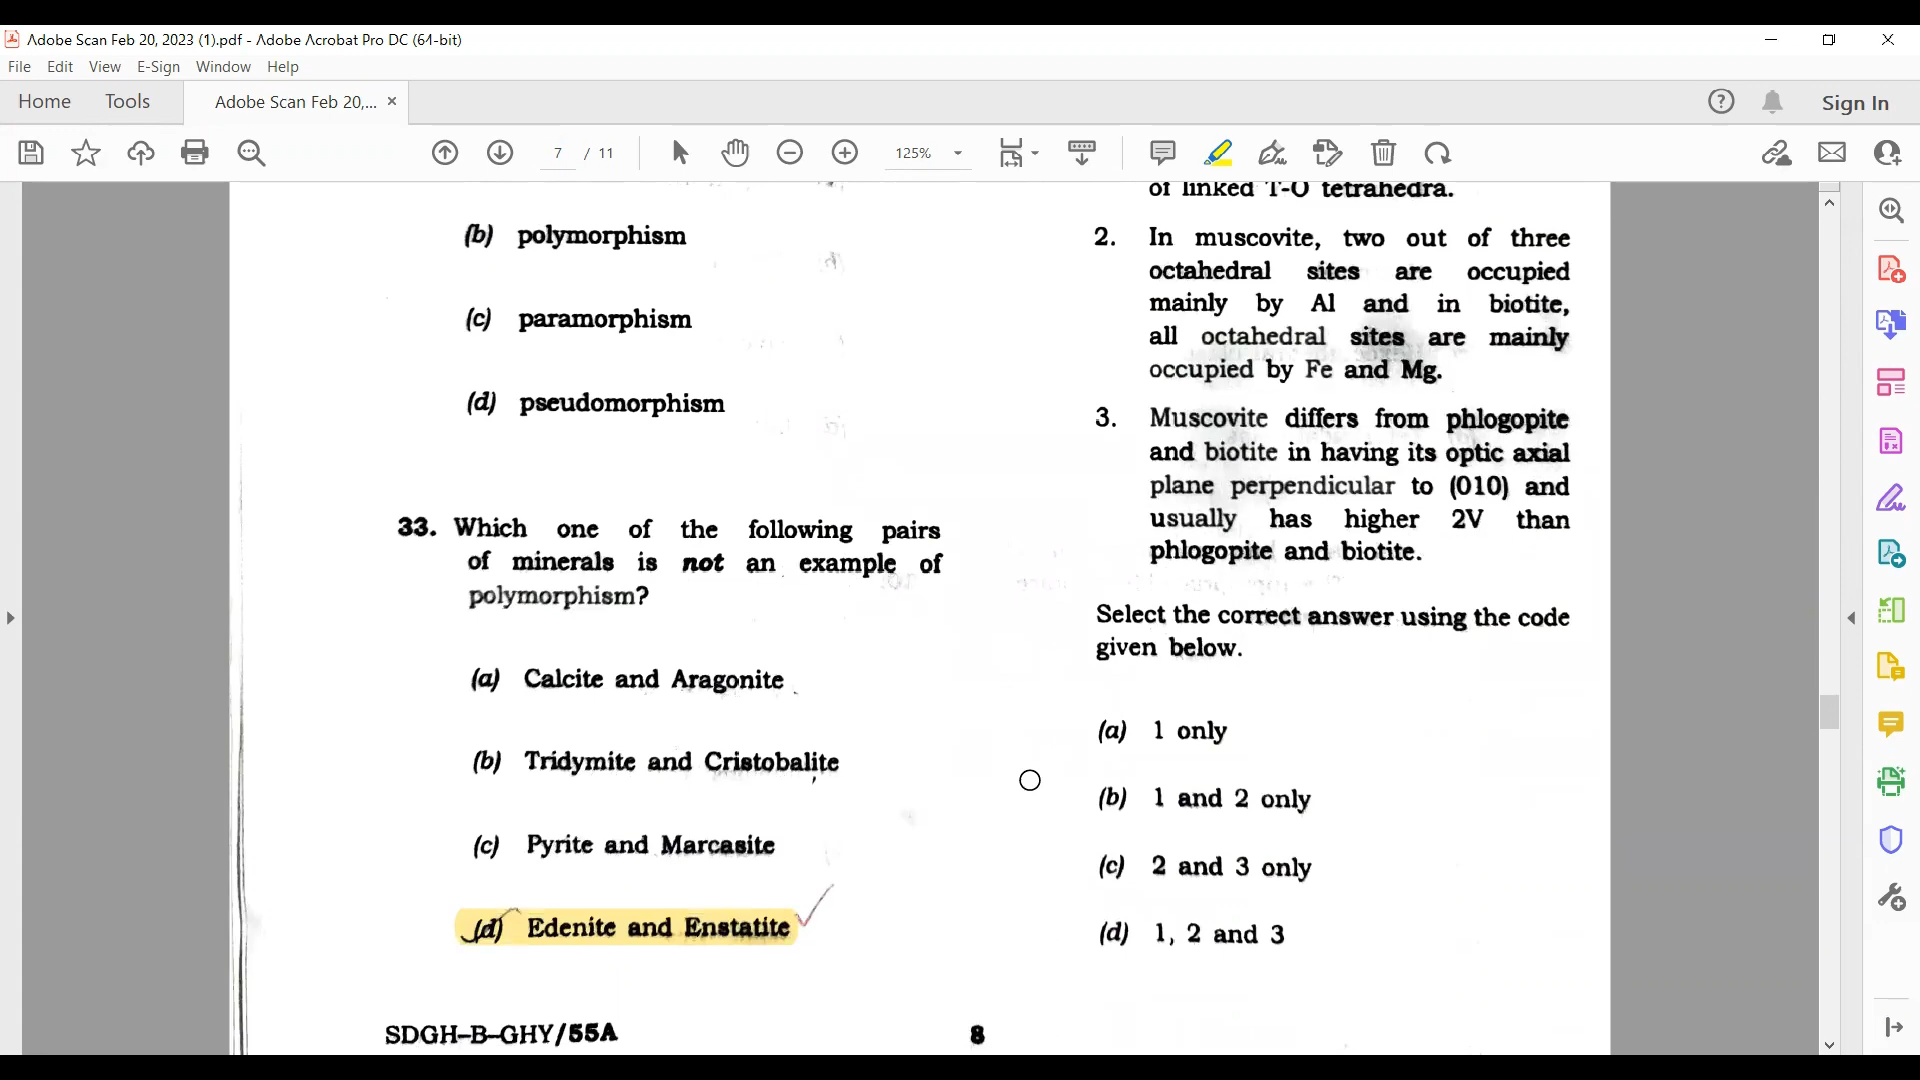 Adobe Scan Feb 20, 2023 (1).pdf - Adobe Acrobat Pro DC (64-bit)
File Edit View E-Sign Window Help
Home Tools Adobe Scan Feb 20,... × Sign In
7 / 11 125%
(b) polymorphism
(c) paramorphism
(d) pseudomorphism
33. Which one of the following pairs
of minerals is not an example of
polymorphism?
(a) Calcite and Aragonite
(b) Tridymite and Cristobalite
(c) Pyrite and Marcasite
(d) Edenite and Enstatite
SDGH-B-GHY/55A
of linked T-O tetrahedra.
2. In muscovite, two out of three
octahedral sites are occupied
mainly by Al and in biotite,
all octahedral sites are mainly
occupied by Fe and Mg.
3. Muscovite differs from phlogopite
and biotite in having its optic axial
plane perpendicular to (010) and
usually has higher 2V than
phlogopite and biotite.
Select the correct answer using the code
given below.
(a) 1 only
(b) 1 and 2 only
(c) 2 and 3 only
(d) 1, 2 and 3
8